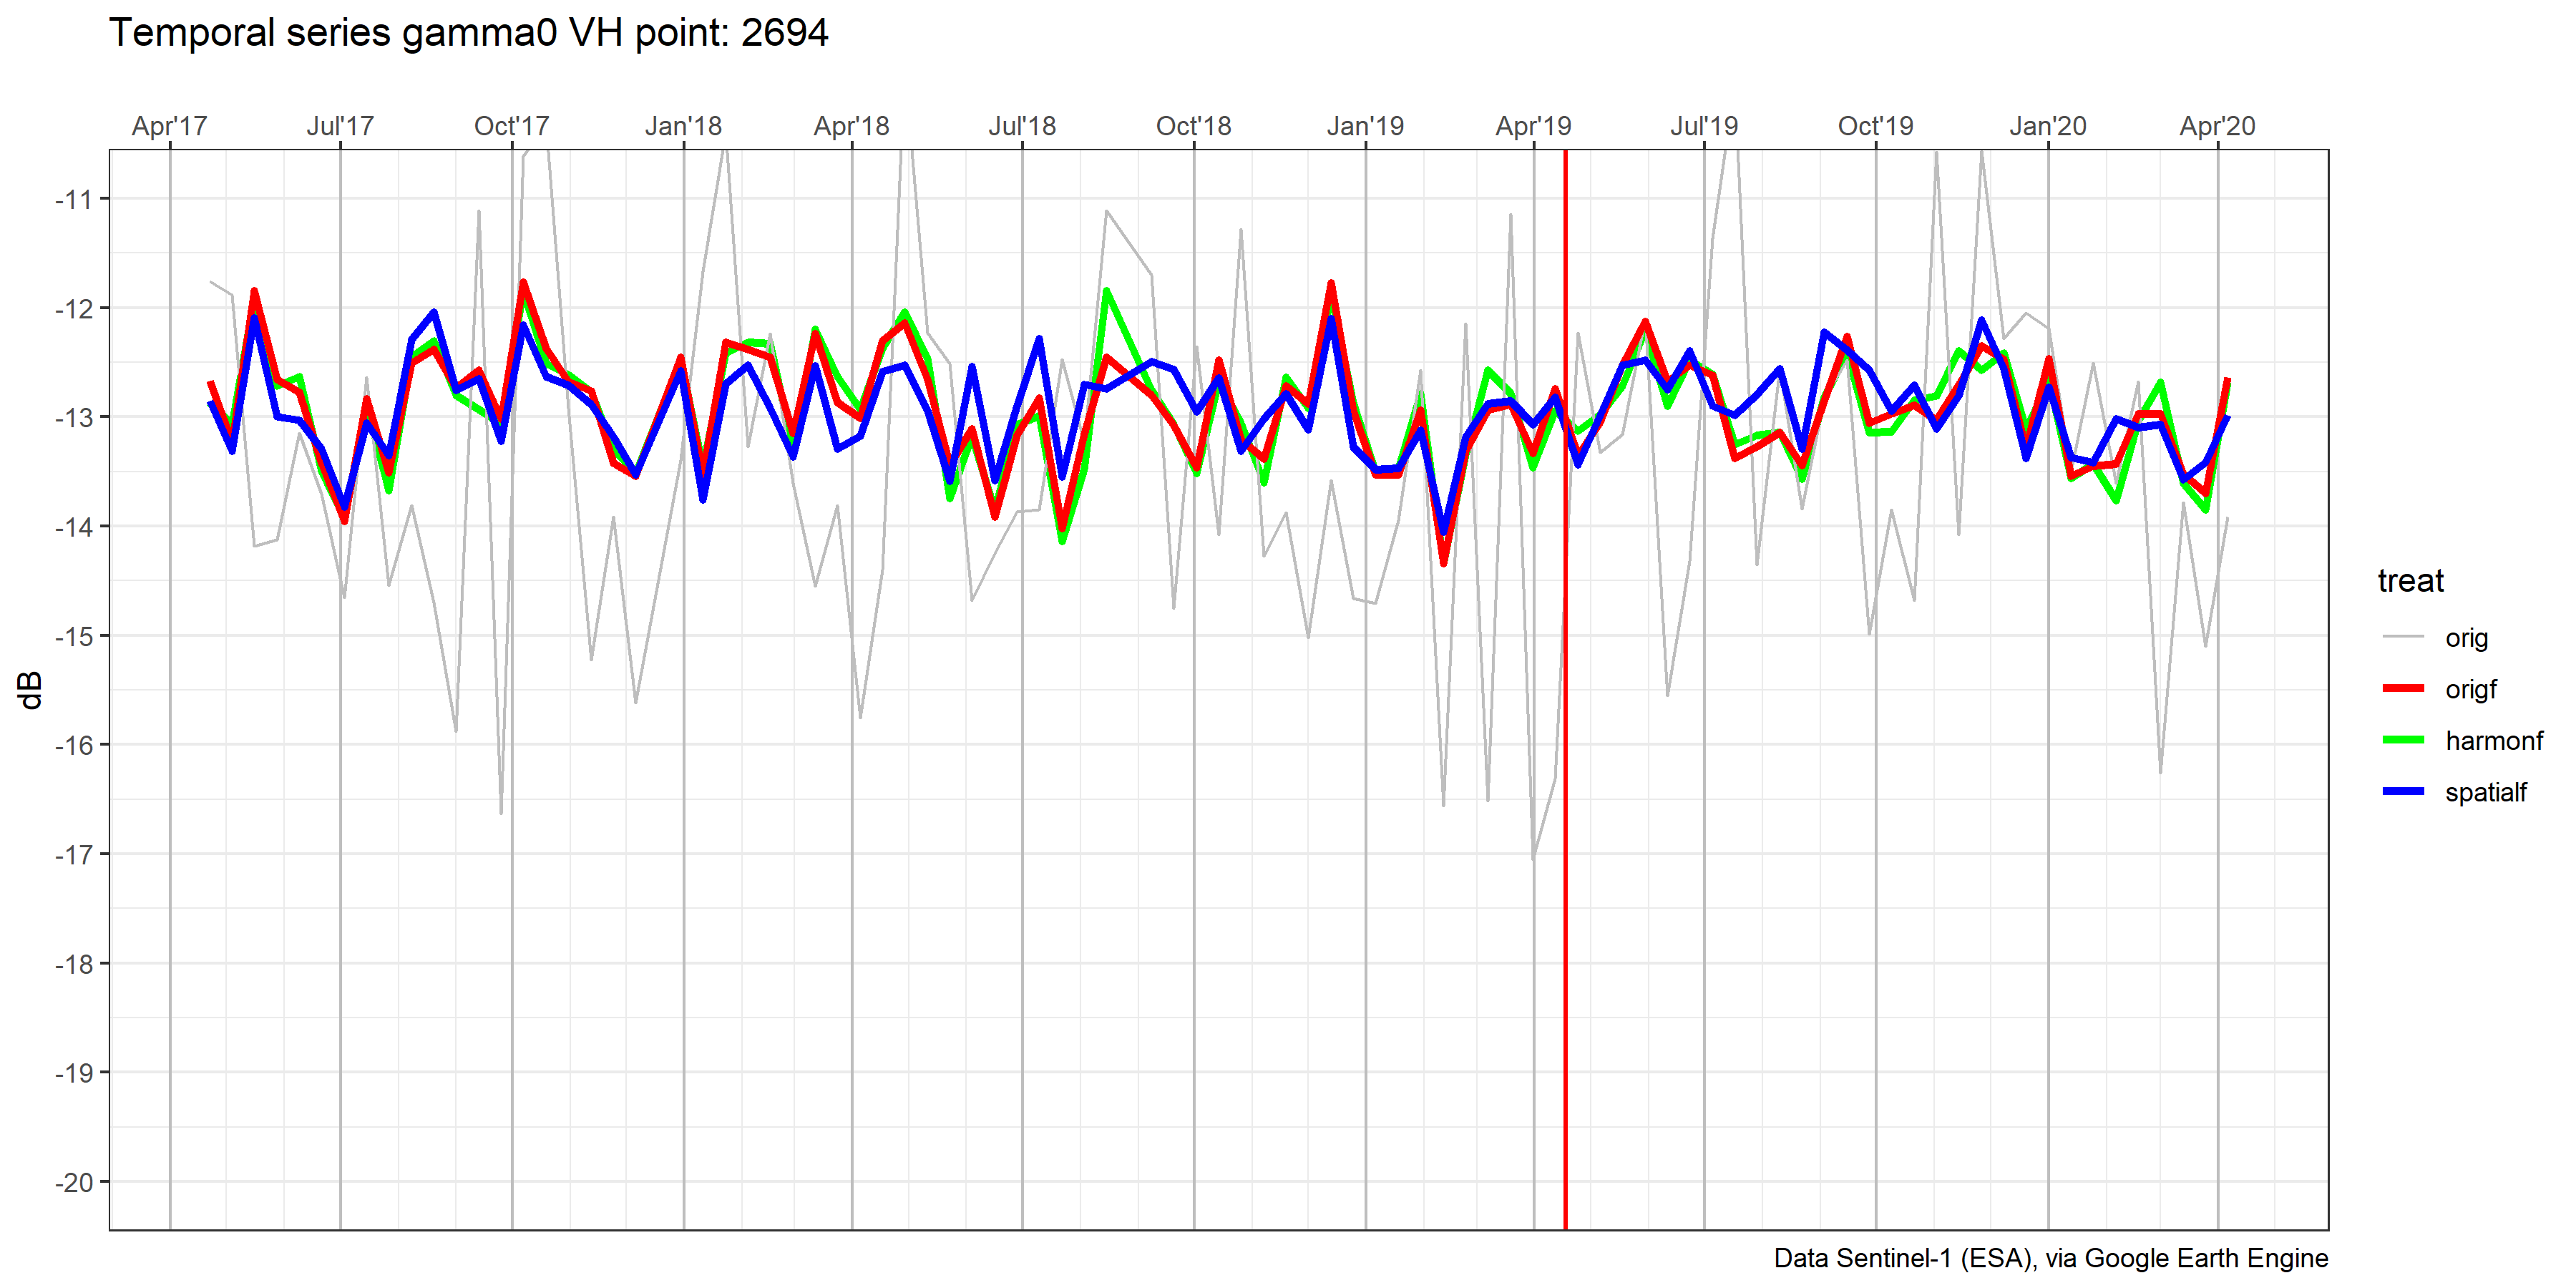 Temporal series gamma0 VH point: 2694
Apr'17 Jul'17 Oct'17 Jan'18 Apr'18 Jul'18 Oct'18 Jan'19 Apr'19 Jul'19 Oct'19 Jan'20 Apr'20
-11
-12
-13
-14
-15
-16
-17
-18
-19
-20
dB
treat
orig
origf
harmonf
spatialf
Data Sentinel-1 (ESA), via Google Earth Engine